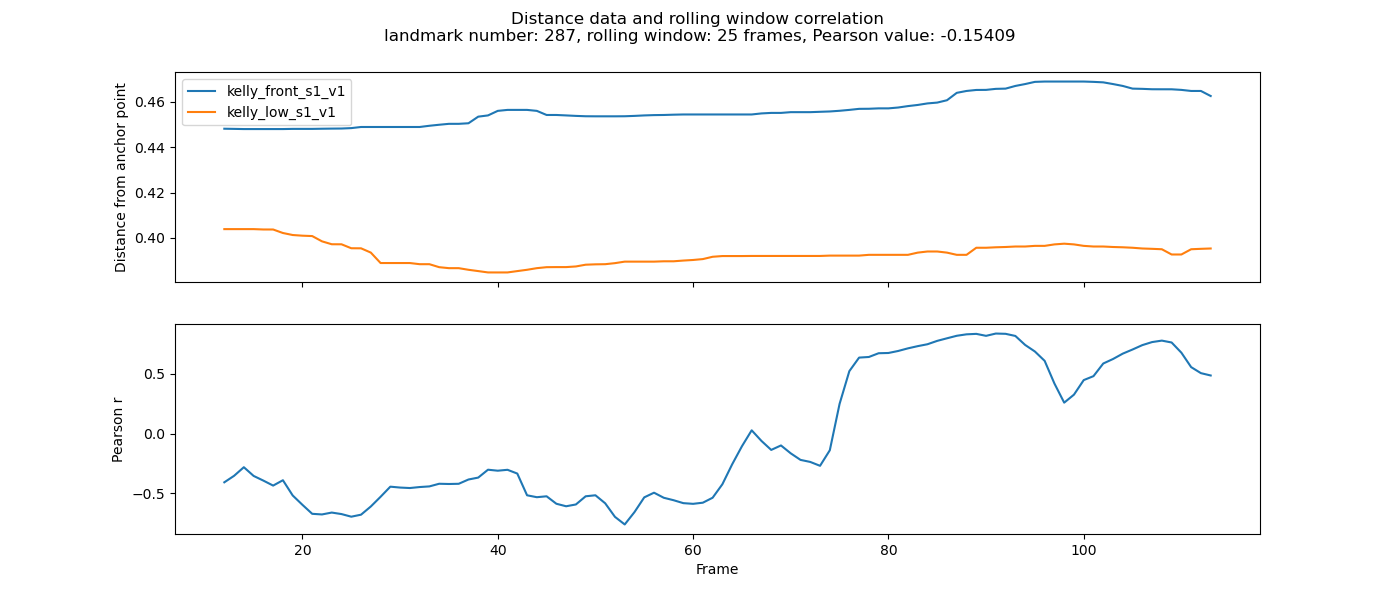 Distance data and rolling window correlation
landmark number: 287, rolling window: 25 frames, Pearson value: -0.15409
Distance from anchor point
0.46
0.44
0.42
0.40
kelly_front_s1_v1
kelly_low_s1_v1
Pearson r
0.5
0.0
−0.5
20
40
60
80
100
Frame